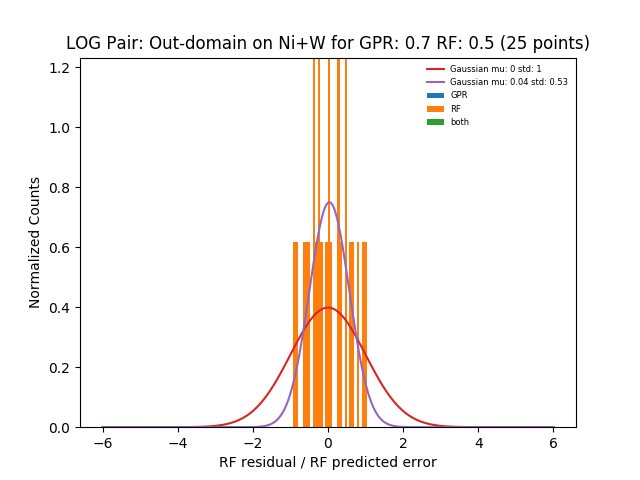 LOG Pair: Out-domain on Ni+W for GPR: 0.7 RF: 0.5 (25 points)
Gaussian mu: 0 std: 1
Gaussian mu: 0.04 std: 0.53
GPR
RF
both
Normalized Counts
1.2
1.0
0.8
0.6
0.4
0.2
0.0
−6 −4 −2 0 2 4 6
RF residual / RF predicted error